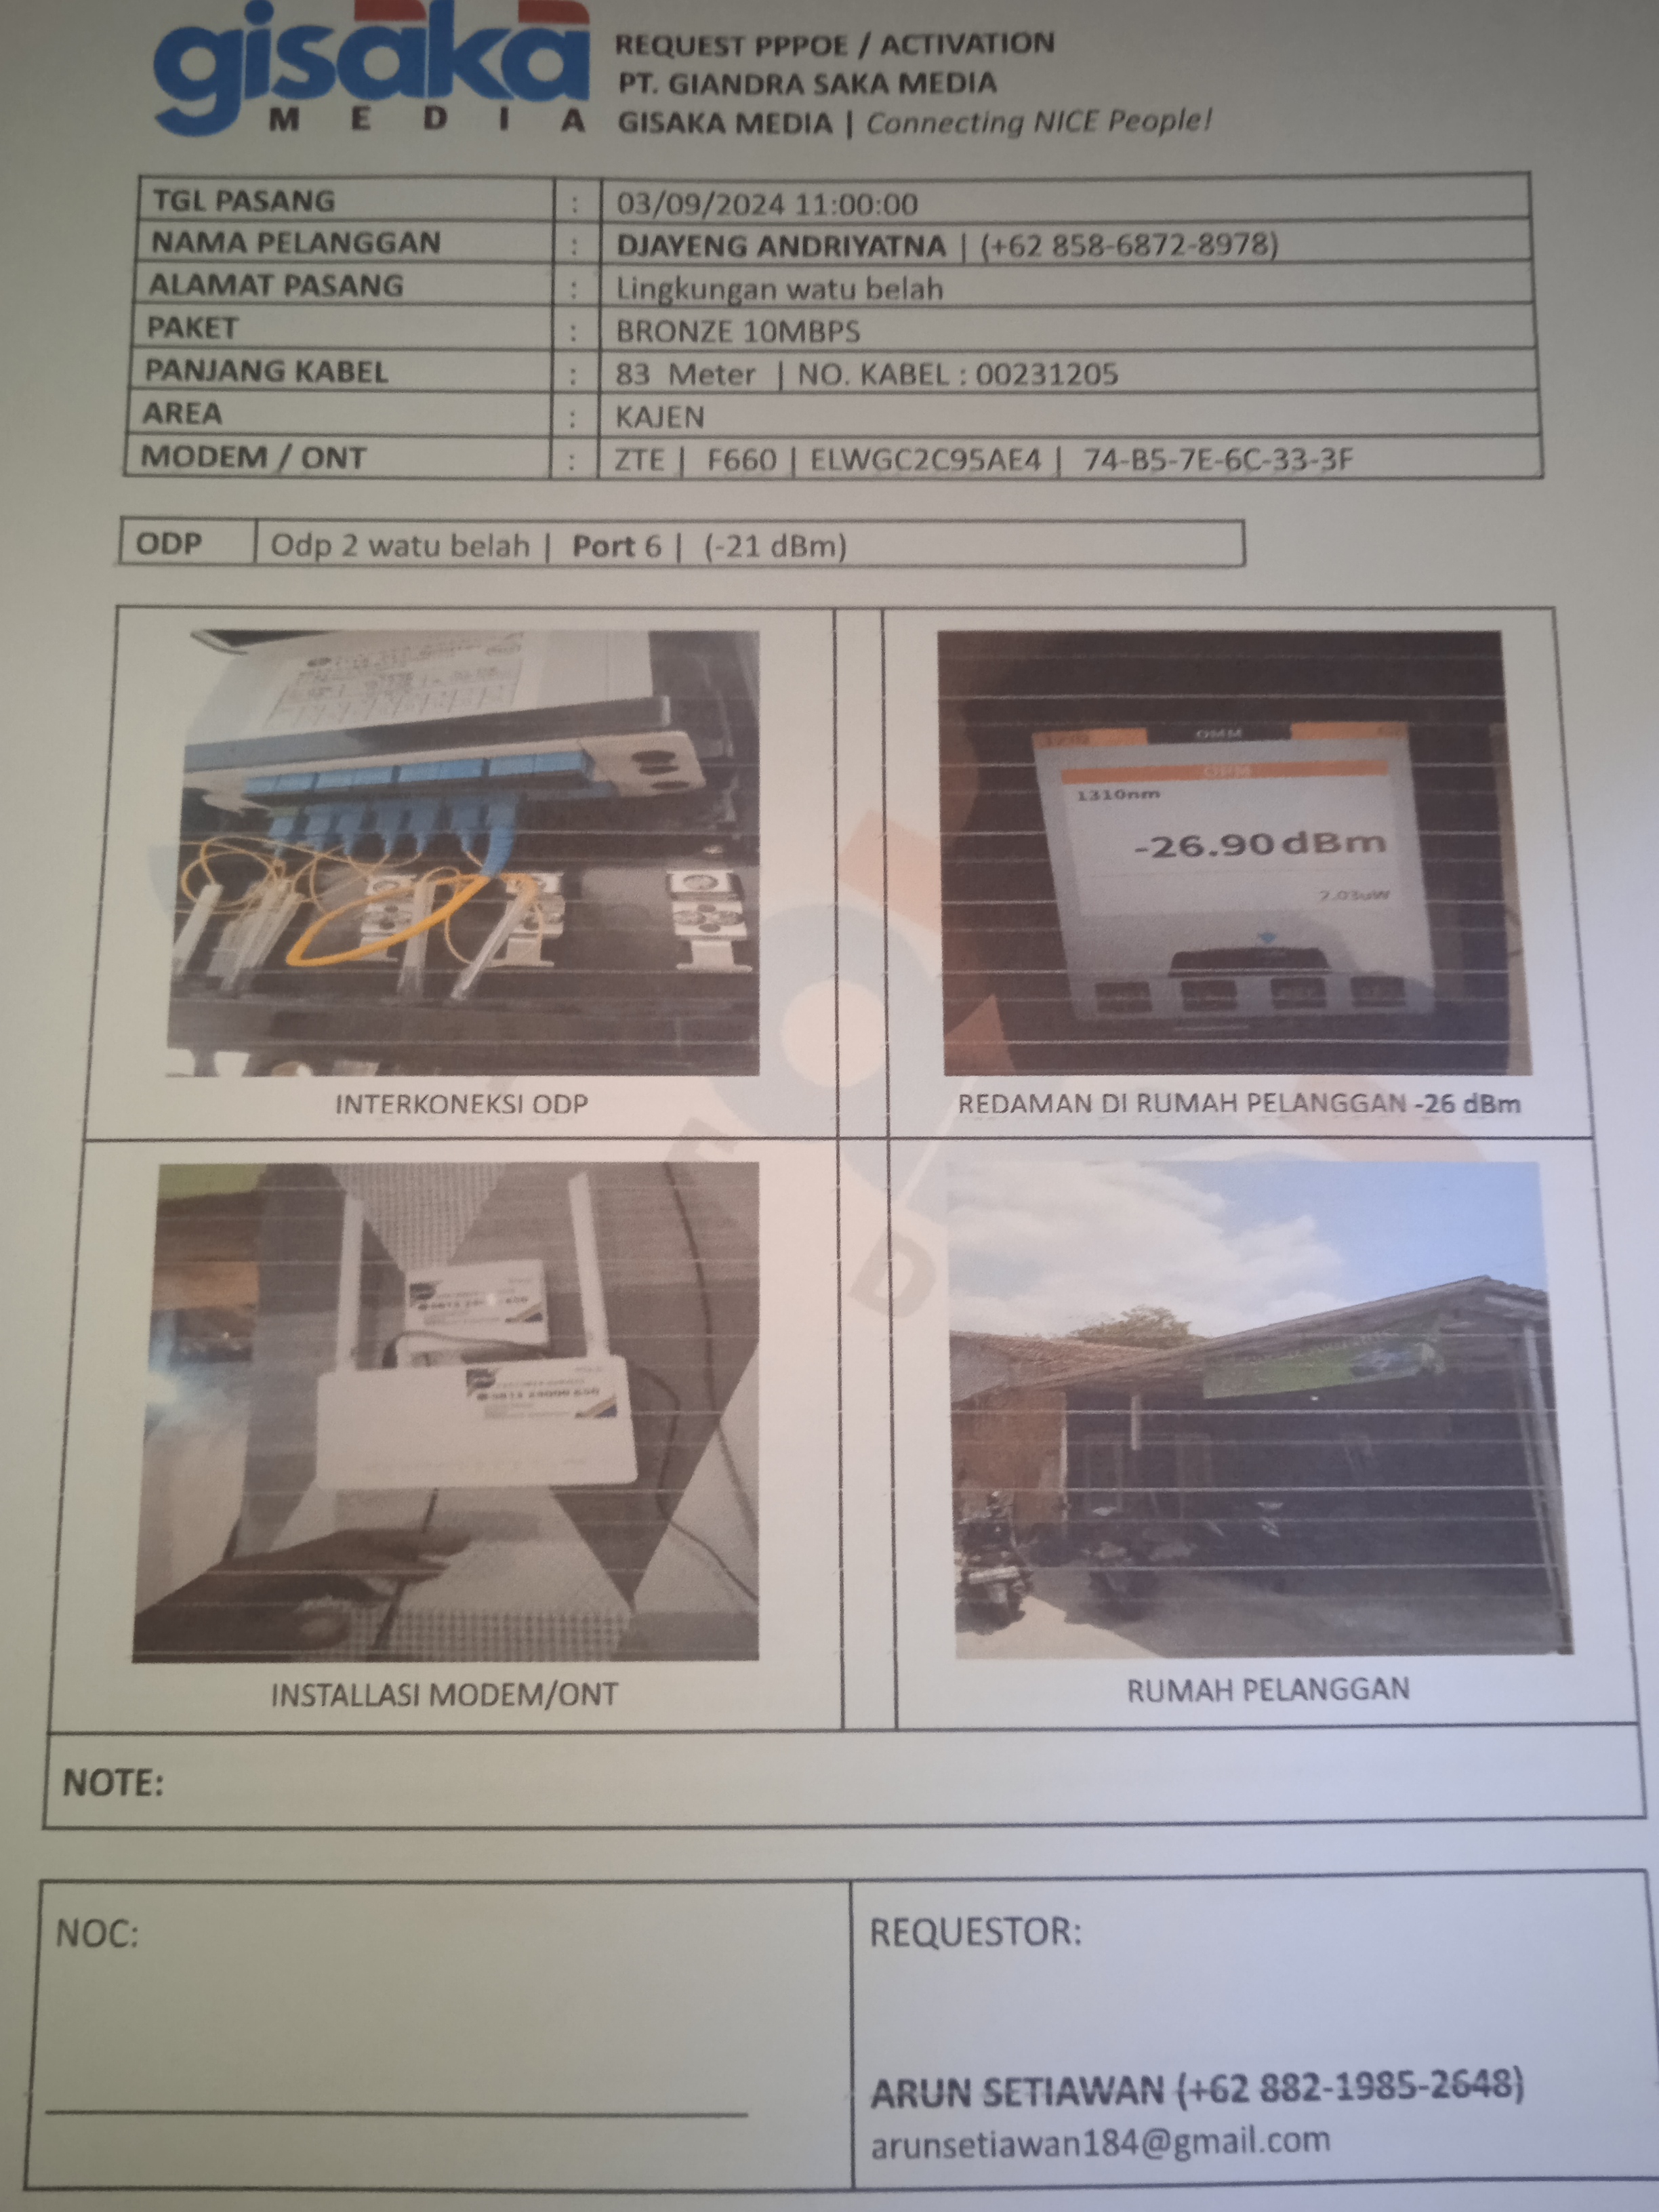 gisaka
MEDIA
REQUEST PPPOE / ACTIVATION
PT. GIANDRA SAKA MEDIA
GISAKA MEDIA | Connecting NICE People!
TGL PASANG : 03/09/2024 11:00:00
NAMA PELANGGAN : DJAYENG ANDRIYATNA | (+62 858-6872-8978)
ALAMAT PASANG : Lingkungan watu belah
PAKET : BRONZE 10MBPS
PANJANG KABEL : 83 Meter | NO. KABEL : 00231205
AREA : KAJEN
MODEM / ONT : ZTE | F660 | ELWGC2C95AE4 | 74-B5-7E-6C-33-3F
ODP Odp 2 watu belah | Port 6 | (-21 dBm)
OMM
1310nm
-26.90dBm
2.03uW
INTERKONEKSI ODP
REDAMAN DI RUMAH PELANGGAN -26 dBm
INSTALLASI MODEM/ONT
RUMAH PELANGGAN
NOTE:
NOC:
REQUESTOR:
ARUN SETIAWAN (+62 882-1985-2648)
arunsetiawan184@gmail.com